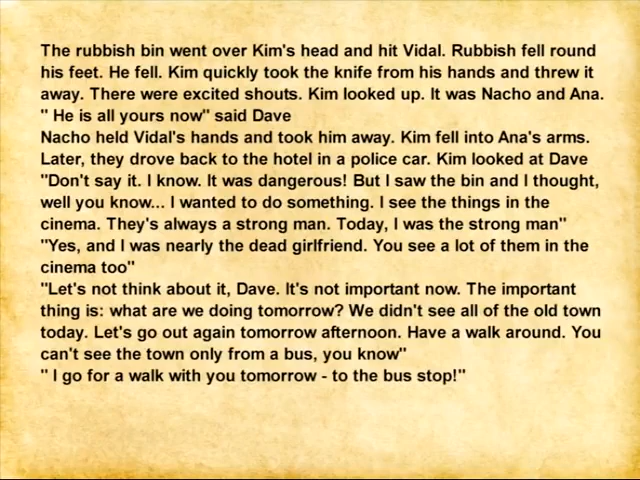 The rubbish bin went over Kim's head and hit Vidal. Rubbish fell round
his feet. He fell. Kim quickly took the knife from his hands and threw it
away. There were excited shouts. Kim looked up. It was Nacho and Ana.
" He is all yours now" said Dave
Nacho held Vidal's hands and took him away. Kim fell into Ana's arms.
Later, they drove back to the hotel in a police car. Kim looked at Dave
"Don't say it. I know. It was dangerous! But I saw the bin and I thought,
well you know... I wanted to do something. I see the things in the
cinema. They's always a strong man. Today, I was the strong man"
"Yes, and I was nearly the dead girlfriend. You see a lot of them in the
cinema too"
"Let's not think about it, Dave. It's not important now. The important
thing is: what are we doing tomorrow? We didn't see all of the old town
today. Let's go out again tomorrow afternoon. Have a walk around. You
can't see the town only from a bus, you know"
" I go for a walk with you tomorrow - to the bus stop!"